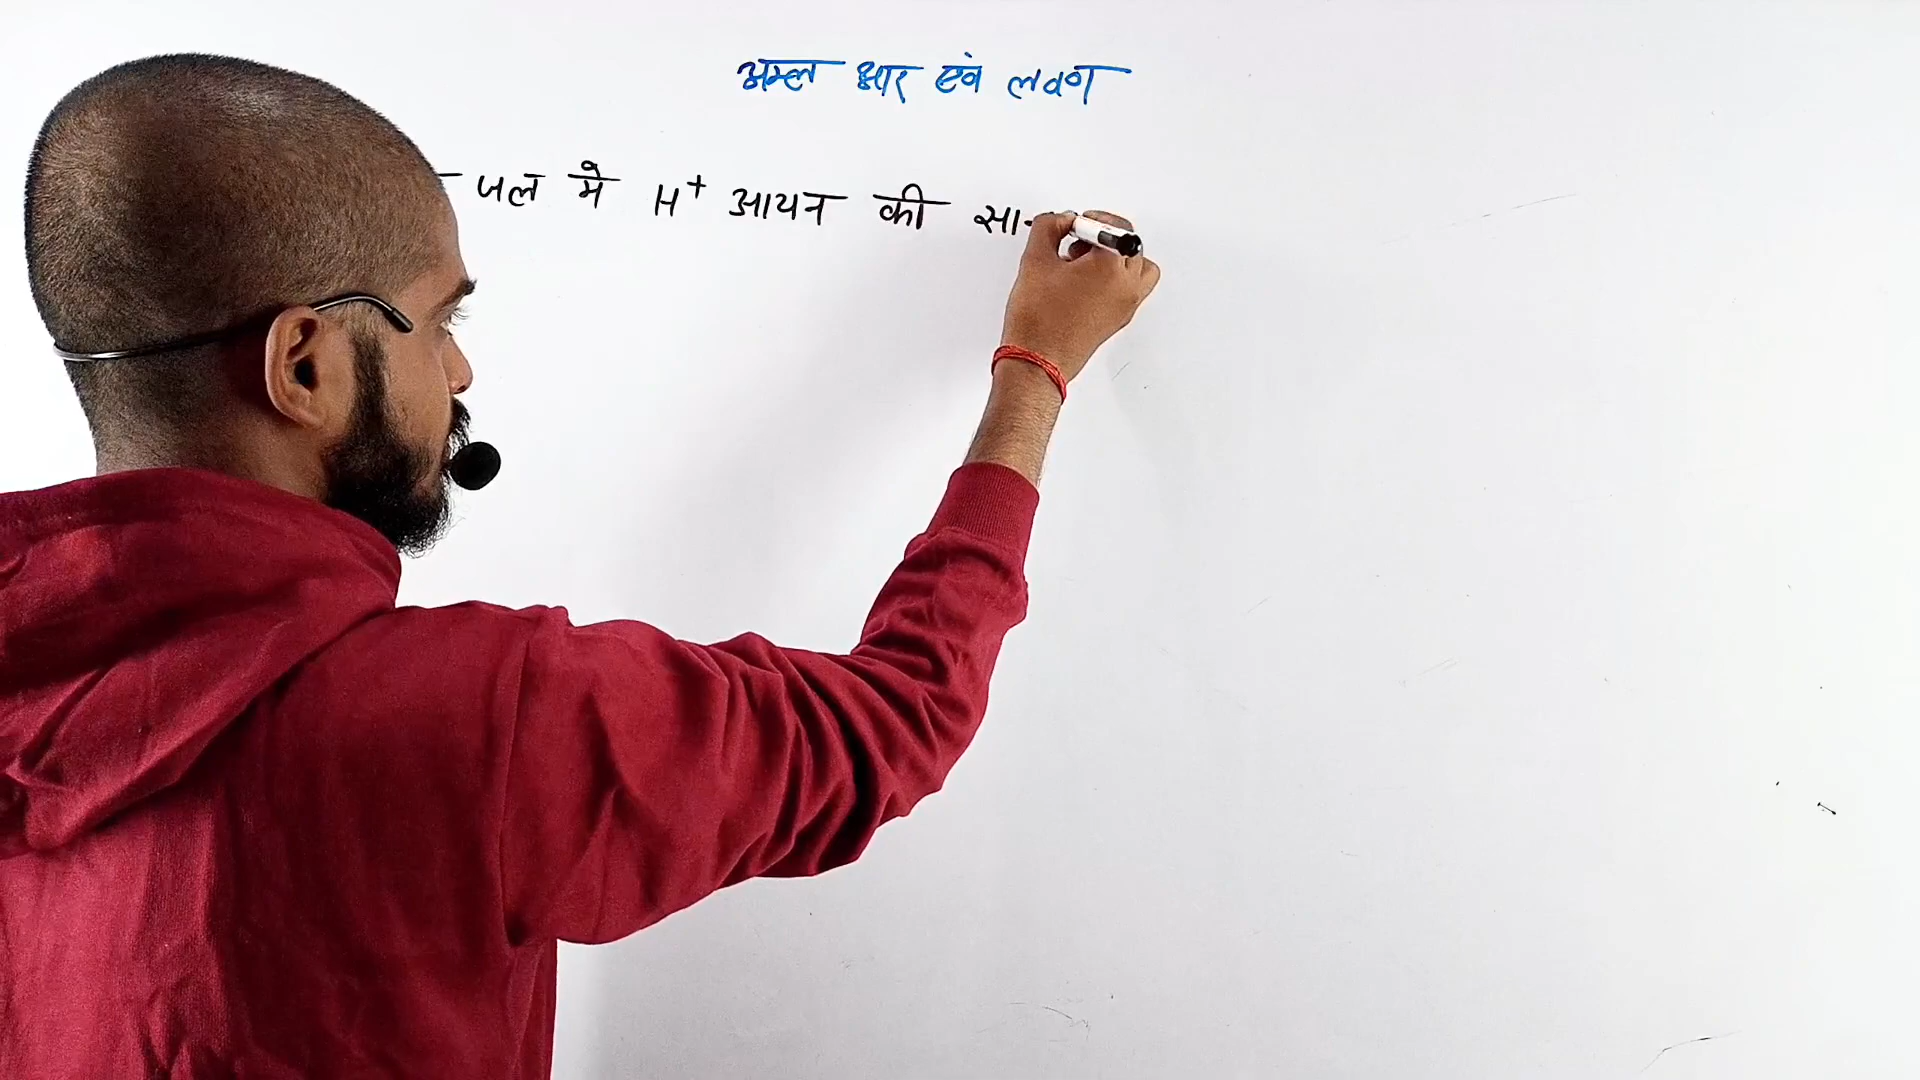 अम्ल क्षार एवं लवण
जल मे H⁺ आयन की